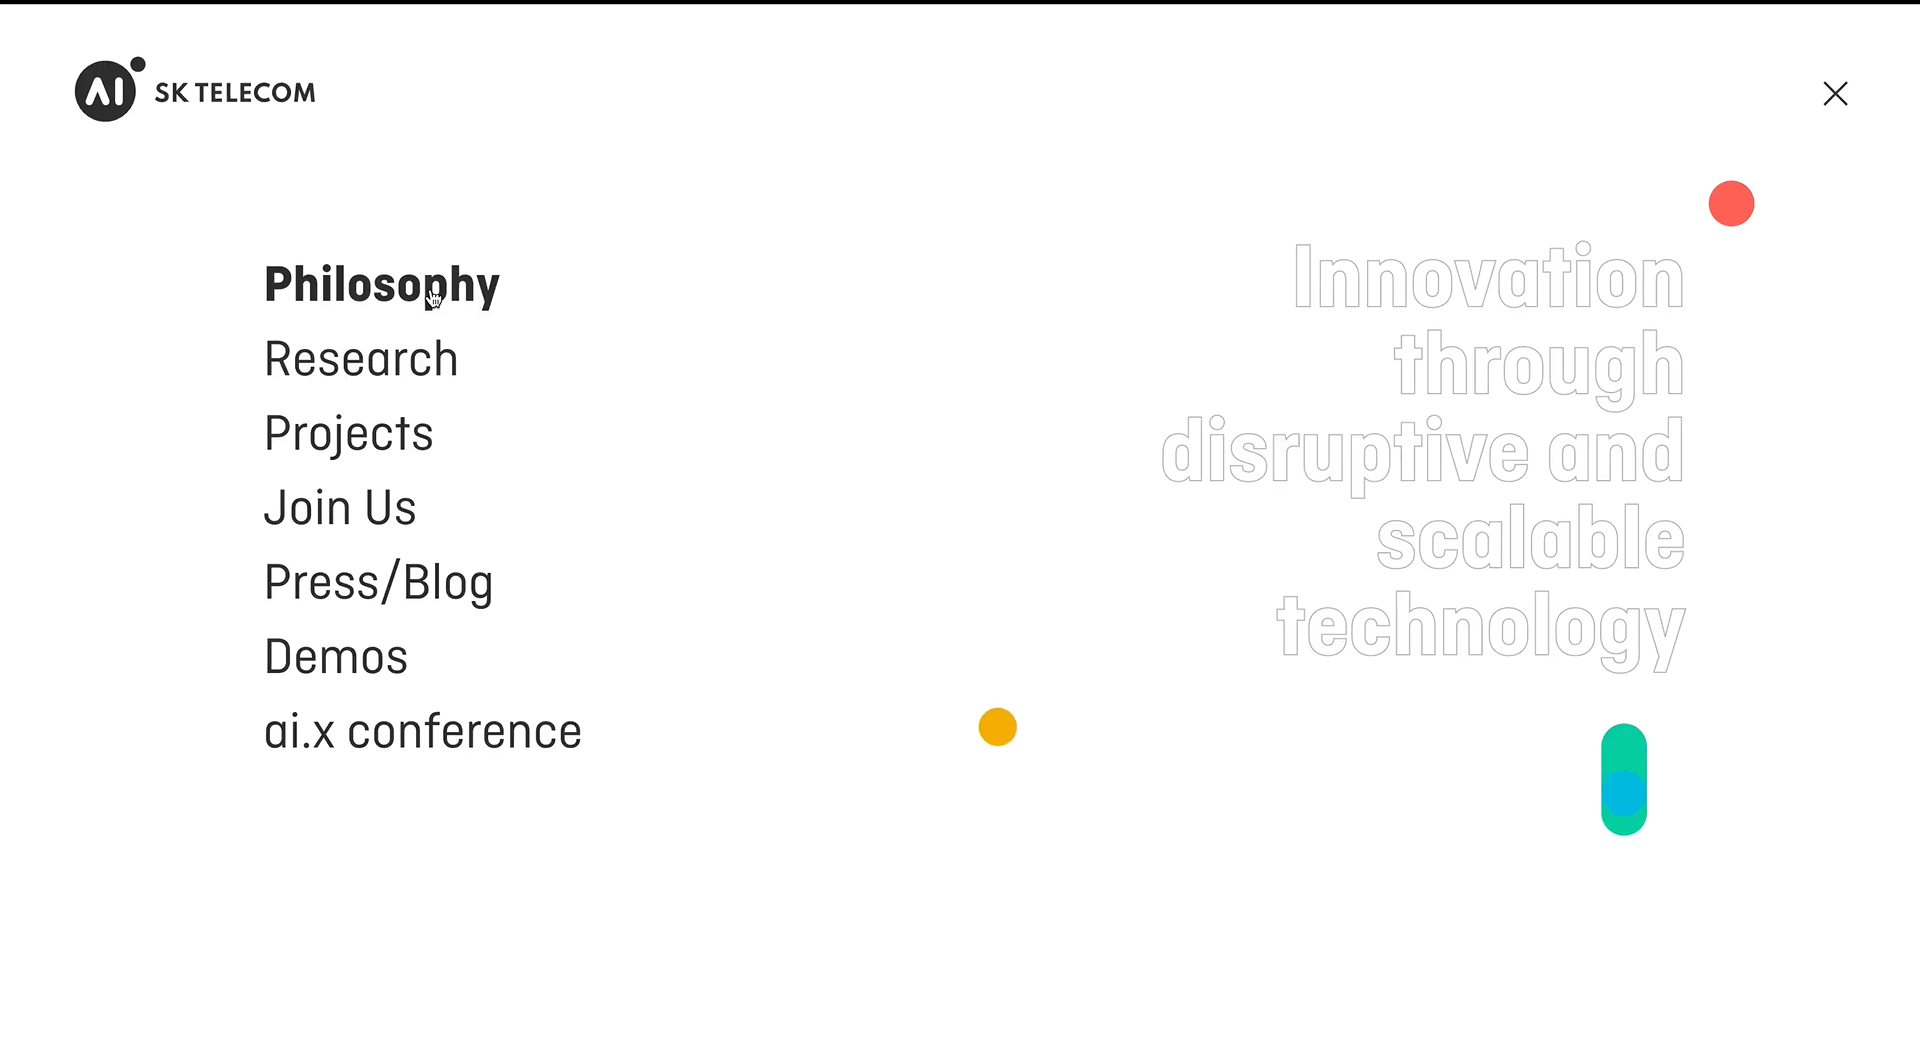 AI SK TELECOM
Philosophy
Research
Projects
Join Us
Press/Blog
Demos
ai.x conference
Innovation
through
disruptive and
scalable
technology